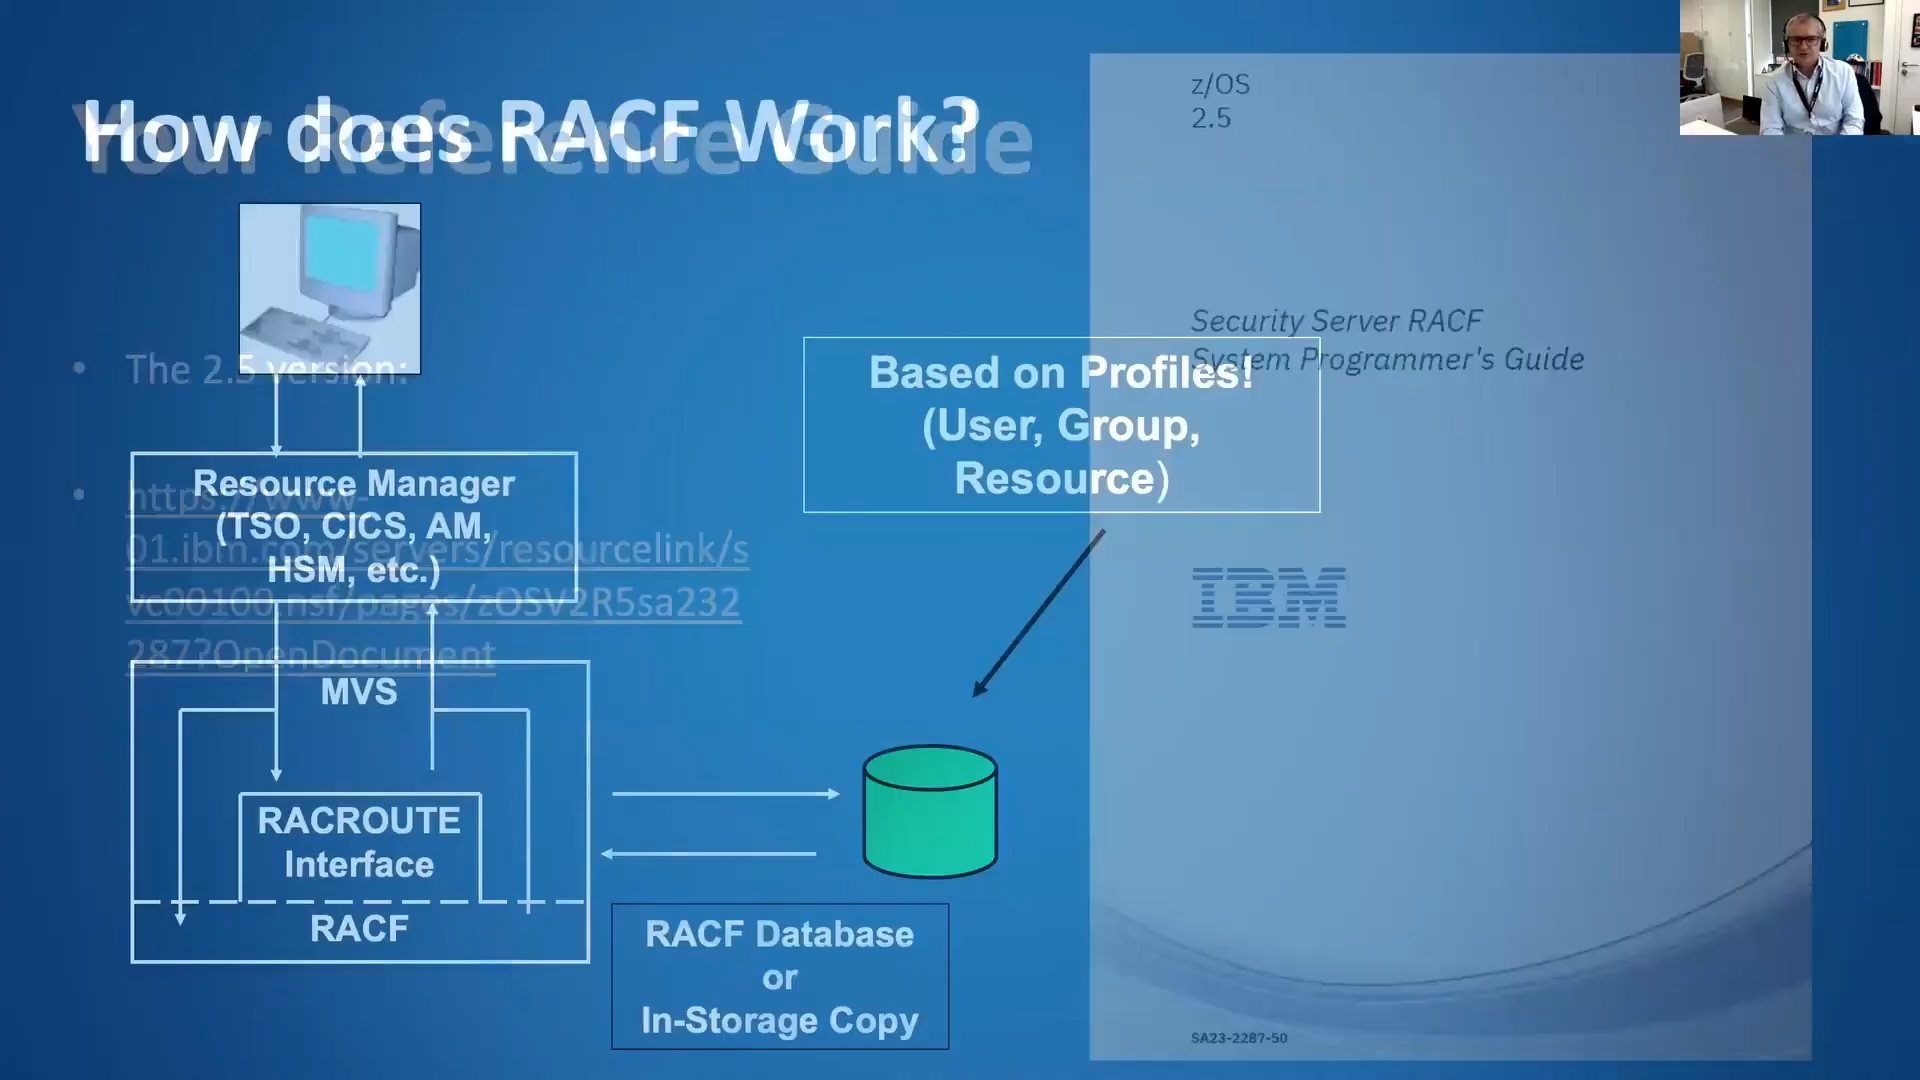 How does RACF Work?
Your Reference Guide
The 2.5 version:
https://www-
01.ibm.com/servers/resourcelink/s
vc00100.nsf/pages/zOSV2R5sa232
287?OpenDocument
Resource Manager
(TSO, CICS, AM,
HSM, etc.)
MVS
RACROUTE
Interface
RACF
Based on Profiles!
(User, Group,
Resource)
RACF Database
or
In-Storage Copy
z/OS
2.5
Security Server RACF
System Programmer's Guide
IBM
SA23-2287-50